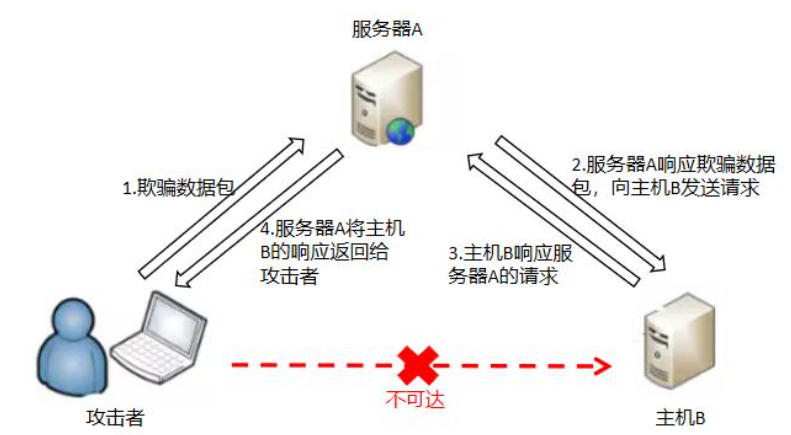 服务器A
1.欺骗数据包
2.服务器A响应欺骗数据
包，向主机B发送请求
4.服务器A将主机
B的响应返回给
攻击者
3.主机B响应服
务器A的请求
不可达
攻击者
主机B